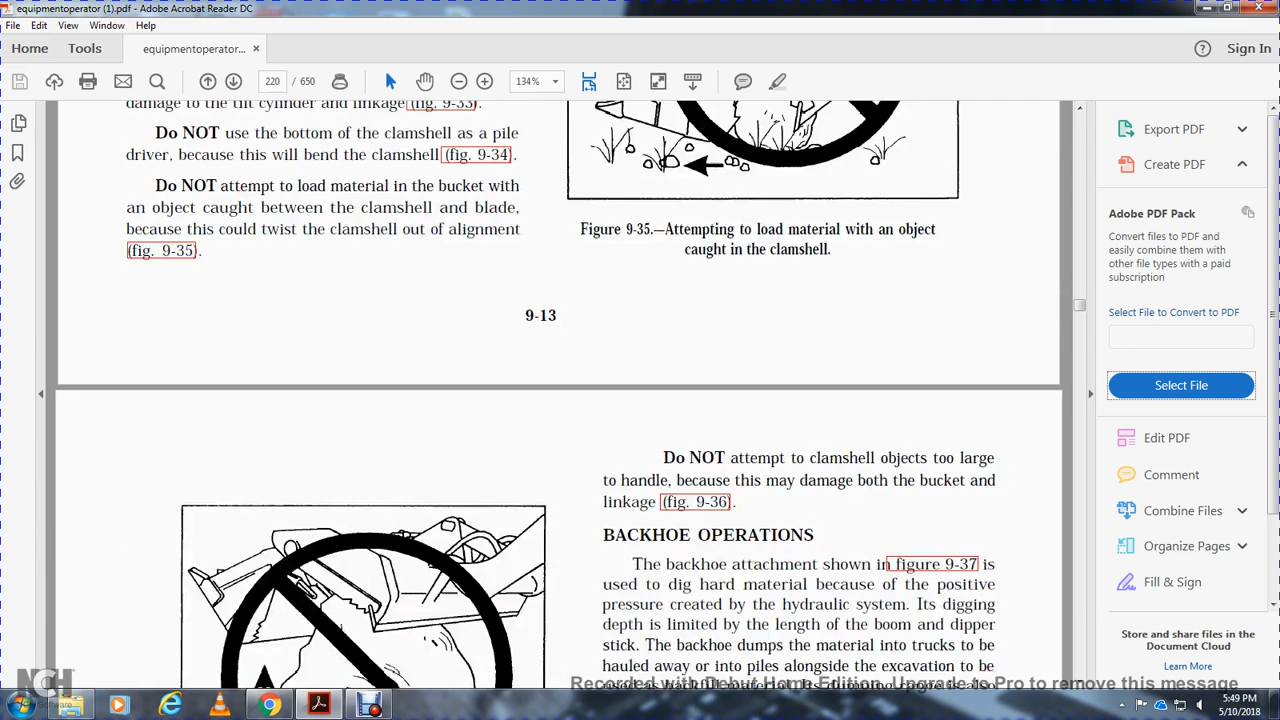 equipmentoperator (1).pdf - Adobe Acrobat Reader DC
File Edit View Window Help
Home Tools equipmentoperator... × Sign In
220 / 650 134%
damage to the tilt cylinder and linkage (fig. 9-33).
Do NOT use the bottom of the clamshell as a pile
driver, because this will bend the clamshell (fig. 9-34).
Do NOT attempt to load material in the bucket with
an object caught between the clamshell and blade,
because this could twist the clamshell out of alignment
(fig. 9-35).
Figure 9-35.—Attempting to load material with an object
caught in the clamshell.
9-13
Do NOT attempt to clamshell objects too large
to handle, because this may damage both the bucket and
linkage (fig. 9-36).
BACKHOE OPERATIONS
The backhoe attachment shown in figure 9-37 is
used to dig hard material because of the positive
pressure created by the hydraulic system. Its digging
depth is limited by the length of the boom and dipper
stick. The backhoe dumps the material into trucks to be
hauled away or into piles alongside the excavation to be
Export PDF
Create PDF
Adobe PDF Pack
Convert files to PDF and
easily combine them with
other file types with a paid
subscription
Select File to Convert to PDF
Select File
Edit PDF
Comment
Combine Files
Organize Pages
Fill & Sign
Store and share files in the
Document Cloud
Learn More
Recorded with Debut Home Edition. Upgrade to Pro to remove this message
NCH
Software
5:49 PM
5/10/2018